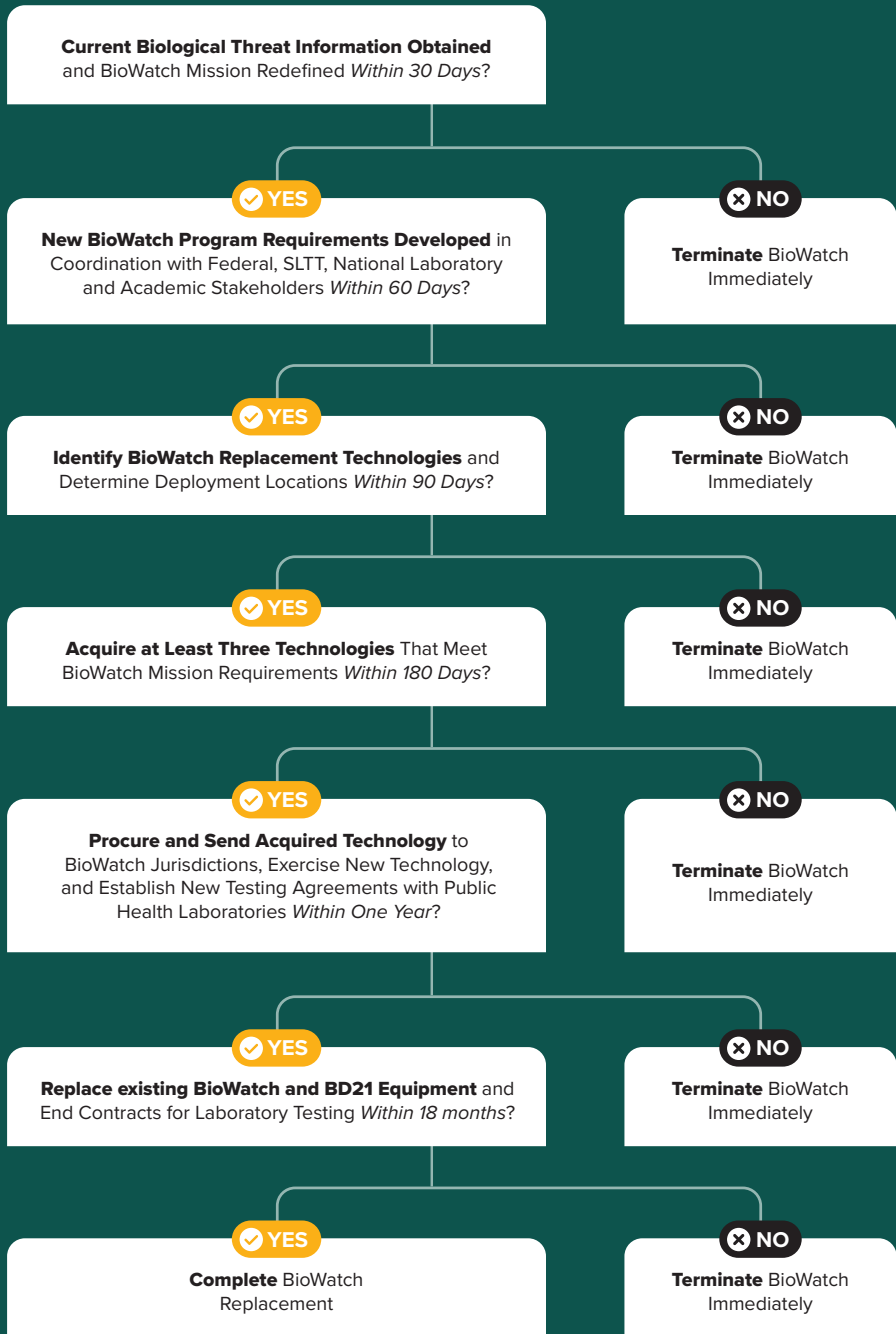 Current Biological Threat Information Obtained
and BioWatch Mission Redefined Within 30 Days?
YES
NO
New BioWatch Program Requirements Developed in
Coordination with Federal, SLTT, National Laboratory
and Academic Stakeholders Within 60 Days?
Terminate BioWatch
Immediately
YES
NO
Identify BioWatch Replacement Technologies and
Determine Deployment Locations Within 90 Days?
Terminate BioWatch
Immediately
YES
NO
Acquire at Least Three Technologies That Meet
BioWatch Mission Requirements Within 180 Days?
Terminate BioWatch
Immediately
YES
NO
Procure and Send Acquired Technology to
BioWatch Jurisdictions, Exercise New Technology,
and Establish New Testing Agreements with Public
Health Laboratories Within One Year?
Terminate BioWatch
Immediately
YES
NO
Replace existing BioWatch and BD21 Equipment and
End Contracts for Laboratory Testing Within 18 months?
Terminate BioWatch
Immediately
YES
NO
Complete BioWatch
Replacement
Terminate BioWatch
Immediately